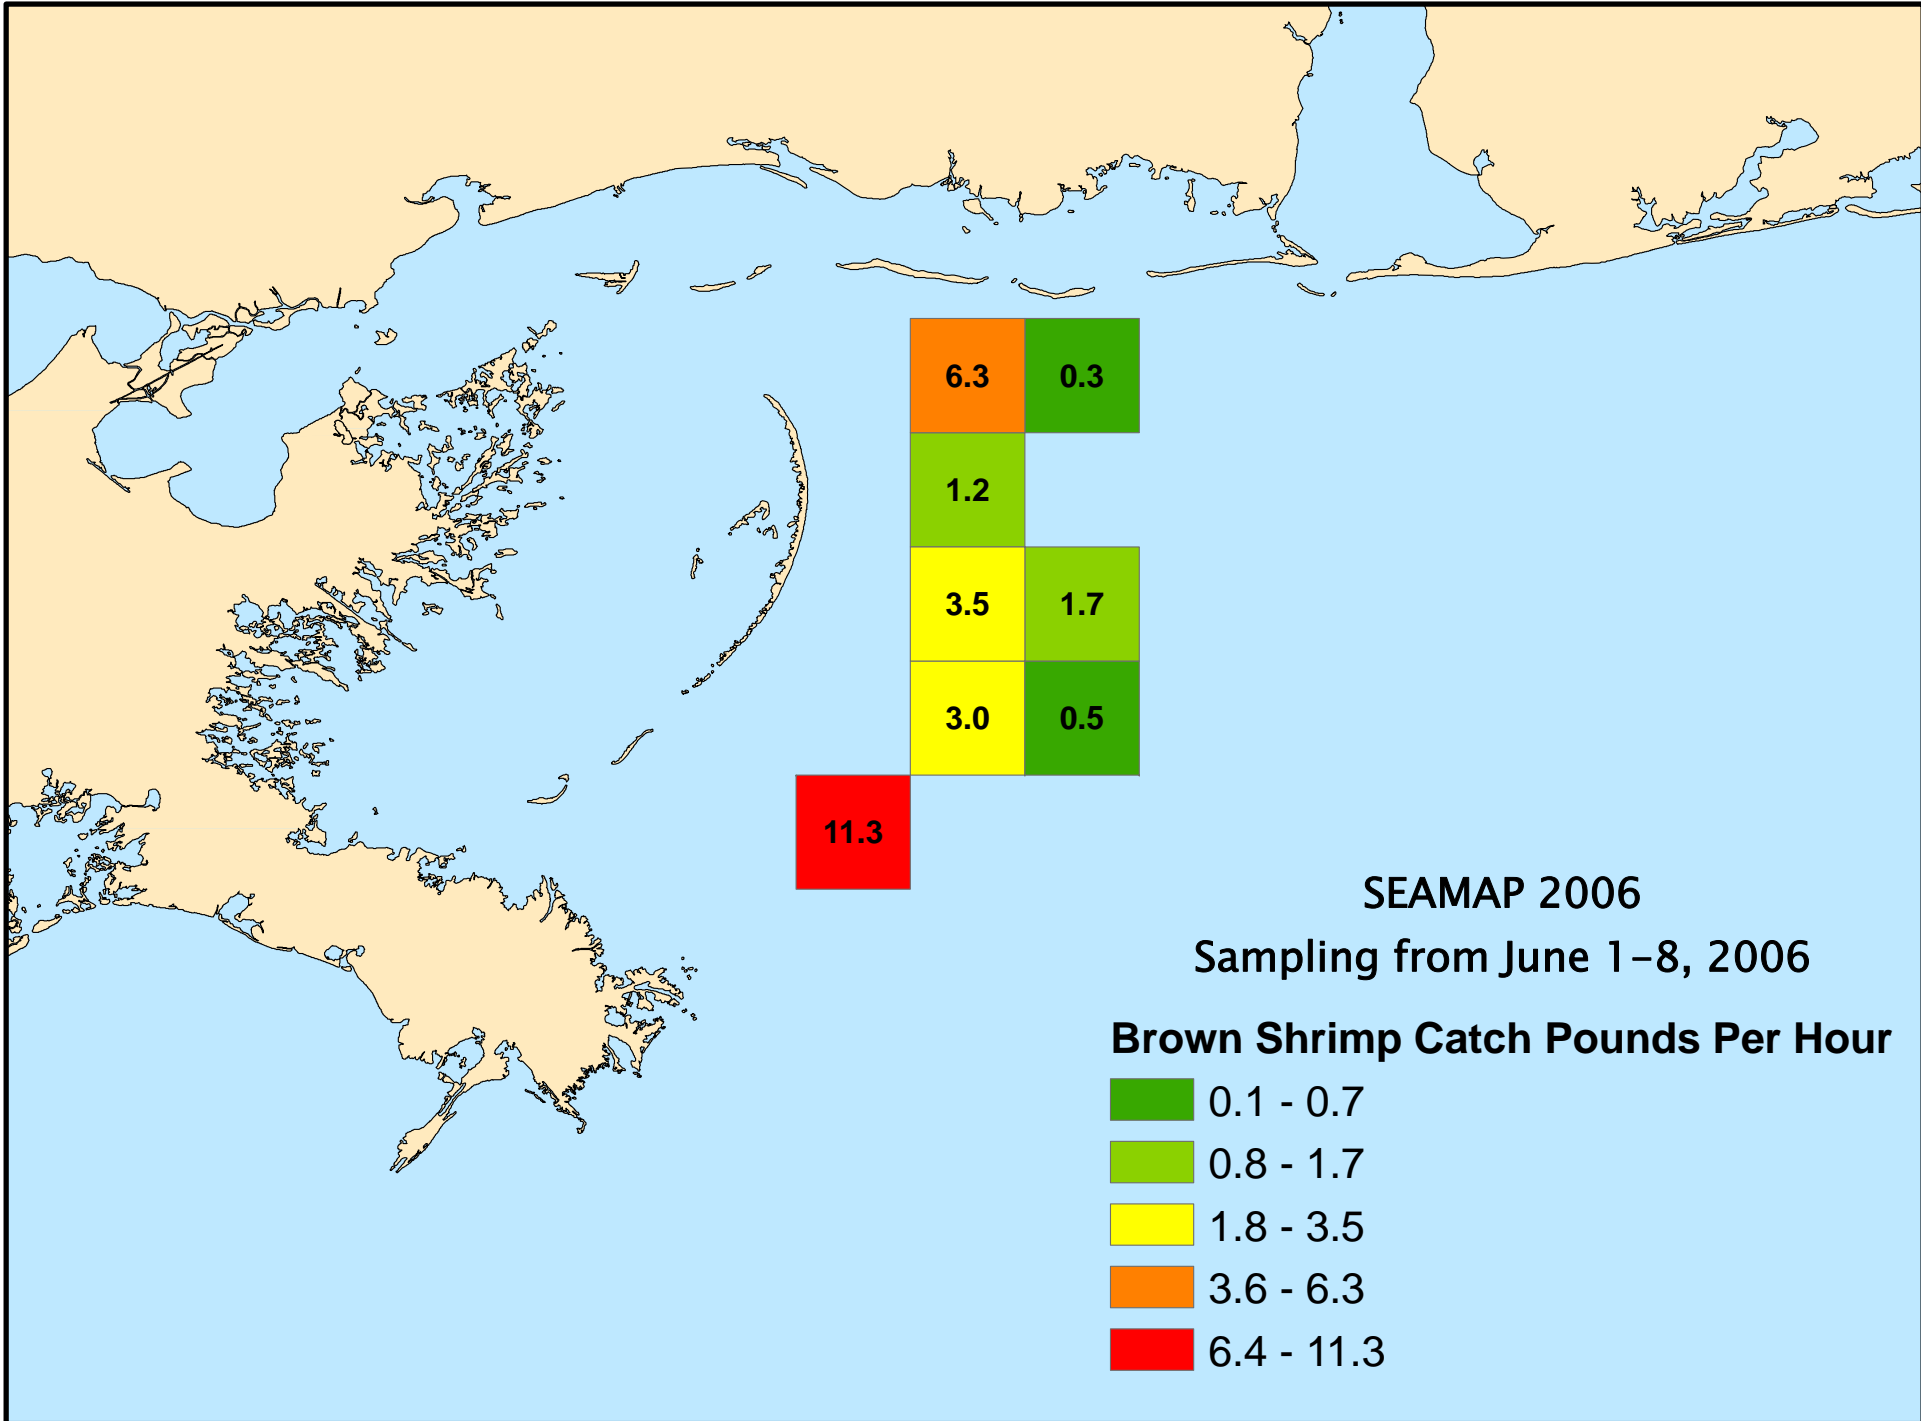 6.3 0.3
1.2
3.5 1.7
3.0 0.5
11.3
SEAMAP 2006
Sampling from June 1-8, 2006
Brown Shrimp Catch Pounds Per Hour
0.1 - 0.7
0.8 - 1.7
1.8 - 3.5
3.6 - 6.3
6.4 - 11.3